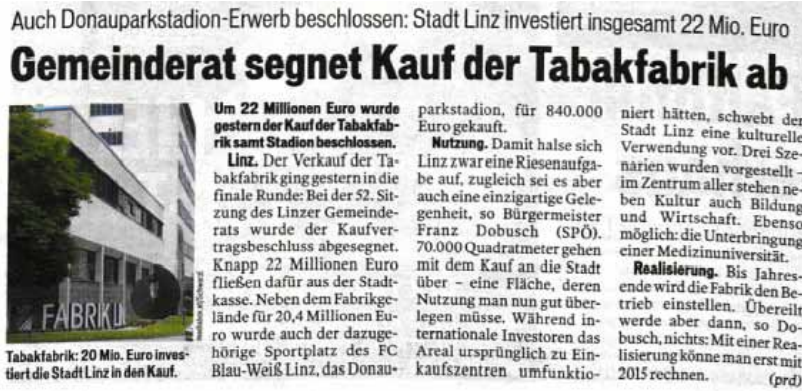 Auch Donauparkstadion-Erwerb beschlossen: Stadt Linz investiert insgesamt 22 Mio. Euro
Gemeinderat segnet Kauf der Tabakfabrik ab
FABRIK LI
Tabakfabrik: 20 Mio. Euro inves-
tiert die Stadt Linz in den Kauf.
Um 22 Millionen Euro wurde
gestern der Kauf der Tabakfab-
rik samt Stadion beschlossen.
Linz. Der Verkauf der Ta-
bakfabrik ging gestern in die
finale Runde: Bei der 52. Sit-
zung des Linzer Gemeinde-
rats wurde der Kaufver-
tragsbeschluss abgesegnet.
Knapp 22 Millionen Euro
fließen dafür aus der Stadt-
kasse. Neben dem Fabrikge-
lände für 20,4 Millionen Eu-
ro wurde auch der dazuge-
hörige Sportplatz des FC
Blau-Weiß Linz, das Donau-
parkstadion, für 840.000
Euro gekauft.
Nutzung. Damit halse sich
Linz zwar eine Riesenaufga-
be auf, zugleich sei es aber
auch eine einzigartige Gele-
genheit, so Bürgermeister
Franz Dobusch (SPÖ).
70.000 Quadratmeter gehen
mit dem Kauf an die Stadt
über – eine Fläche, deren
Nutzung man nun gut über-
legen müsse. Während in-
ternationale Investoren das
Areal ursprünglich zu Ein-
kaufszentren umfunktio-
niert hätten, schwebt der
Stadt Linz eine kulturelle
Verwendung vor. Drei Sze-
narien wurden vorgestellt –
im Zentrum aller stehen ne-
ben Kultur auch Bildung
und Wirtschaft. Ebenso
möglich: die Unterbringung
einer Medizinuniversität.
Realisierung. Bis Jahres-
ende wird die Fabrik den Be-
trieb einstellen. Übereilt
werde aber dann, so Do-
busch, nichts: Mit einer Rea-
lisierung könne man erst mit
2015 rechnen. (prd)